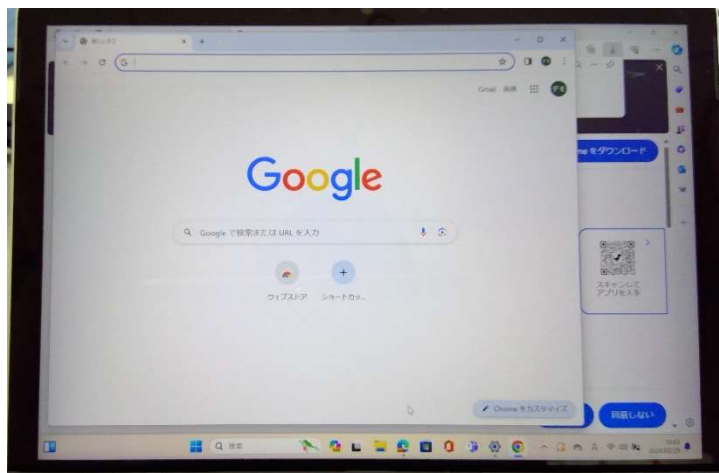 新しいタブ
Gmail 画像
Chrome をダウンロード
Google
Google で検索または URL を入力
ウェブストア ショートカッ...
スキャンして
アプリを入手
Chrome をカスタマイズ
同意しない
検索
A